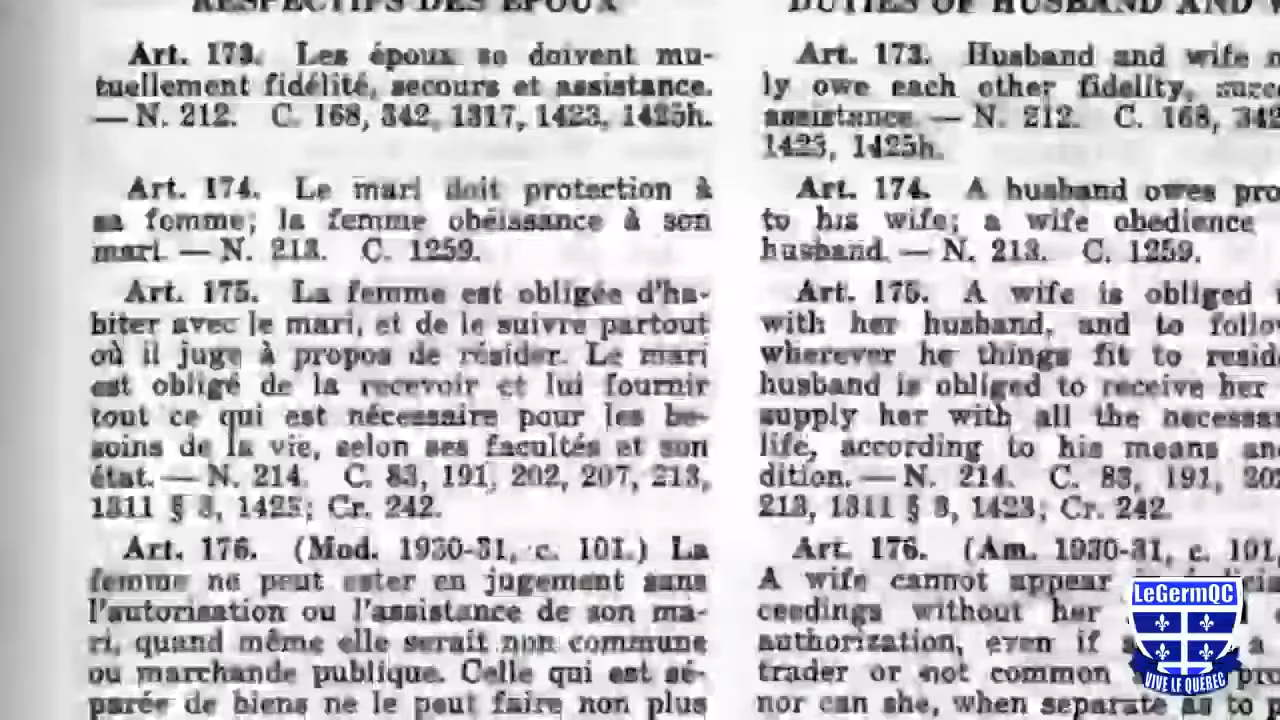 RESPECTIFS DES ÉPOUX
Art. 173. Les époux se doivent mu-
tuellement fidélité, secours et assistance.
— N. 212. C. 168, 342, 1317, 1423, 1425h.
Art. 174. Le mari doit protection à
sa femme; la femme obéissance à son
mari. — N. 213. C. 1259.
Art. 175. La femme est obligée d'ha-
biter avec le mari, et de le suivre partout
où il juge à propos de résider. Le mari
est obligé de la recevoir et lui fournir
tout ce qui est nécessaire pour les be-
soins de la vie, selon ses facultés et son
état. — N. 214. C. 83, 191, 202, 207, 213,
1311 § 3, 1423; Cr. 242.
Art. 176. (Mod. 1930-31, c. 101.) La
femme ne peut ester en jugement sans
l'autorisation ou l'assistance de son ma-
ri, quand même elle serait non commune
ou marchande publique. Celle qui est sé-
parée de biens ne le peut faire non plus
DUTIES OF HUSBAND AND
Art. 173. Husband and wife
ly owe each other fidelity,
assistance. — N. 212. C. 168, 342
1423, 1425h.
Art. 174. A husband owes pro
to his wife; a wife obedience
husband. — N. 213. C. 1259.
Art. 175. A wife is obliged
with her husband, and to follo
wherever he things fit to resid
husband is obliged to receive her
supply her with all the necessa
life, according to his means an
dition. — N. 214. C. 83, 191, 202
213, 1311 § 3, 1423; Cr. 242.
Art. 176. (Am. 1930-31, c. 101,
A wife cannot appear
ceedings without her
authorization, even if a
trader or not common
nor can she, when separate as to p
LeGermQC
VIVE LE QUÉBEC